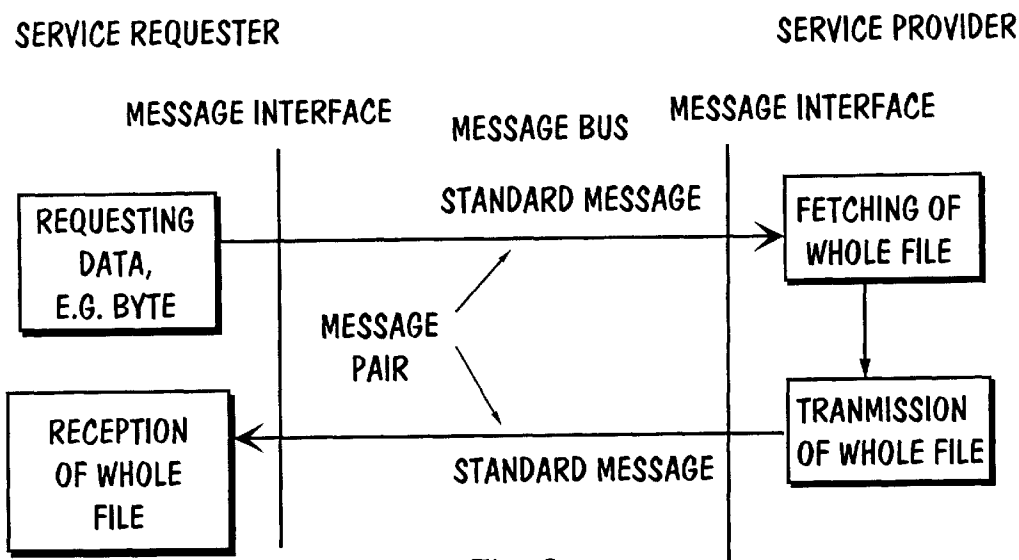 SERVICE REQUESTER
SERVICE PROVIDER
MESSAGE INTERFACE
MESSAGE BUS
MESSAGE INTERFACE
STANDARD MESSAGE
REQUESTING
DATA,
E.G. BYTE
FETCHING OF
WHOLE FILE
MESSAGE
PAIR
RECEPTION
OF WHOLE
FILE
TRANMISSION
OF WHOLE FILE
STANDARD MESSAGE